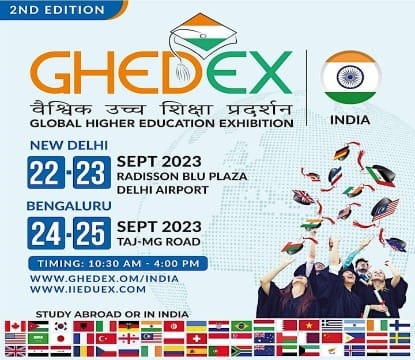 2ND EDITION
GHEDEX
वैश्विक उच्च शिक्षा प्रदर्शन
GLOBAL HIGHER EDUCATION EXHIBITION
INDIA
NEW DELHI
22-23 SEPT 2023
RADISSON BLU PLAZA
DELHI AIRPORT
BENGALURU
24-25 SEPT 2023
TAJ-MG ROAD
TIMING: 10:30 AM - 4:00 PM
WWW.GHEDEX.OM/INDIA
WWW.IIEDUEX.COM
STUDY ABROAD OR IN INDIA